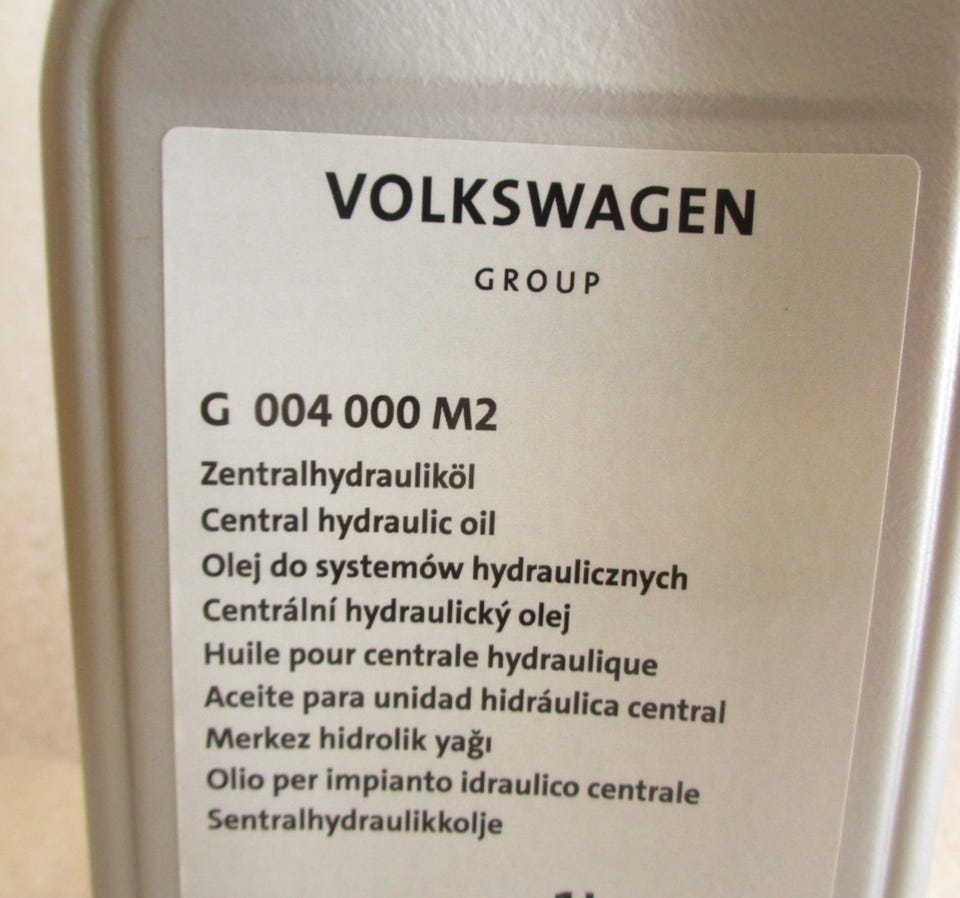 VOLKSWAGEN
GROUP
G 004 000 M2
Zentralhydrauliköl
Central hydraulic oil
Olej do systemów hydraulicznych
Centrální hydraulický olej
Huile pour centrale hydraulique
Aceite para unidad hidráulica central
Merkez hidrolik yağı
Olio per impianto idraulico centrale
Sentralhydraulikkolje